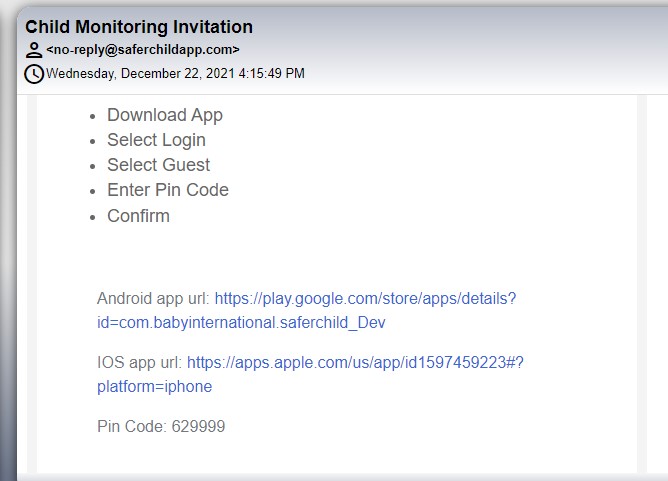 Child Monitoring Invitation
<no-reply@saferchildapp.com>
Wednesday, December 22, 2021 4:15:49 PM
• Download App
• Select Login
• Select Guest
• Enter Pin Code
• Confirm
Android app url: https://play.google.com/store/apps/details?
id=com.babyinternational.saferchild_Dev
IOS app url: https://apps.apple.com/us/app/id1597459223#?
platform=iphone
Pin Code: 629999